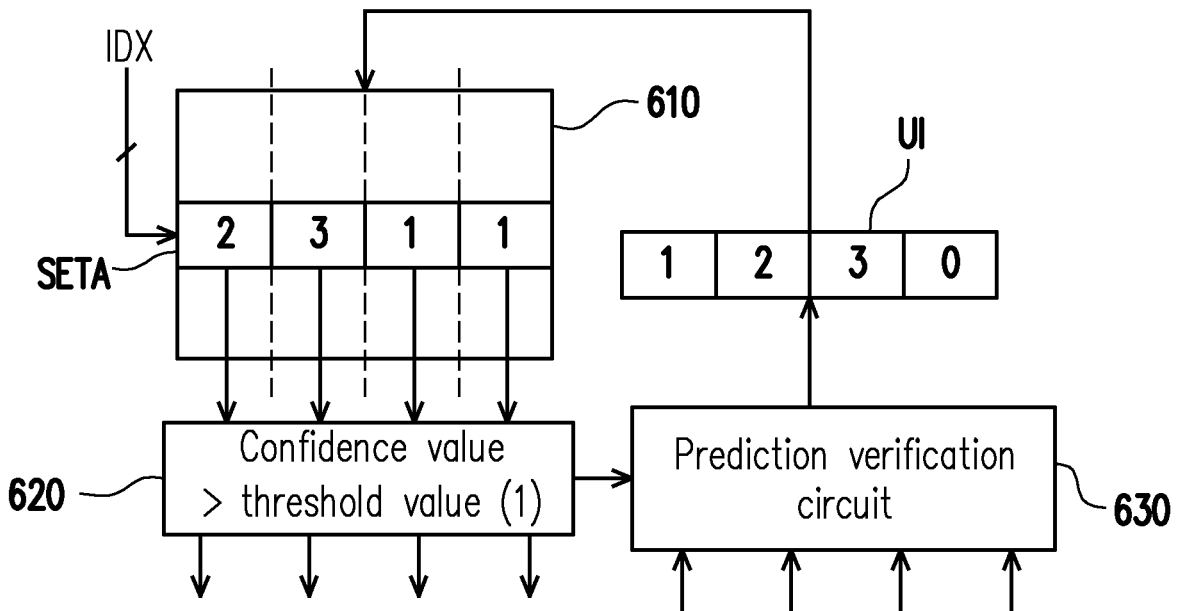 IDX
610
UI
2 3 1 1
SETA
1 2 3 0
Confidence value
> threshold value (1)
620
Prediction verification
circuit
630